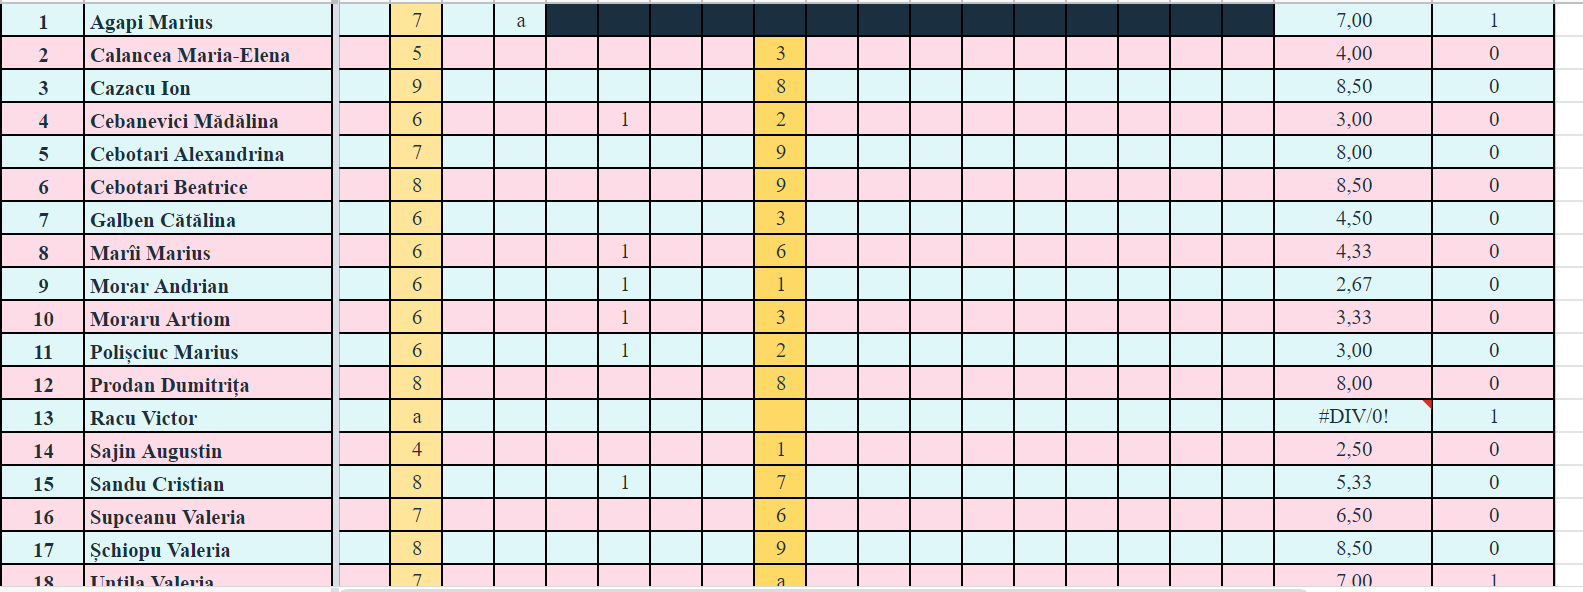 1 Agapi Marius 7 a 7,00 1
2 Calancea Maria-Elena 5 3 4,00 0
3 Cazacu Ion 9 8 8,50 0
4 Cebanevici Mădălina 6 1 2 3,00 0
5 Cebotari Alexandrina 7 9 8,00 0
6 Cebotari Beatrice 8 9 8,50 0
7 Galben Cătălina 6 3 4,50 0
8 Marîi Marius 6 1 6 4,33 0
9 Morar Andrian 6 1 1 2,67 0
10 Moraru Artiom 6 1 3 3,33 0
11 Polișciuc Marius 6 1 2 3,00 0
12 Prodan Dumitrița 8 8 8,00 0
13 Racu Victor a #DIV/0! 1
14 Sajin Augustin 4 1 2,50 0
15 Sandu Cristian 8 1 7 5,33 0
16 Supceanu Valeria 7 6 6,50 0
17 Șchiopu Valeria 8 9 8,50 0
18 Untila Valeria 7 a 7,00 1